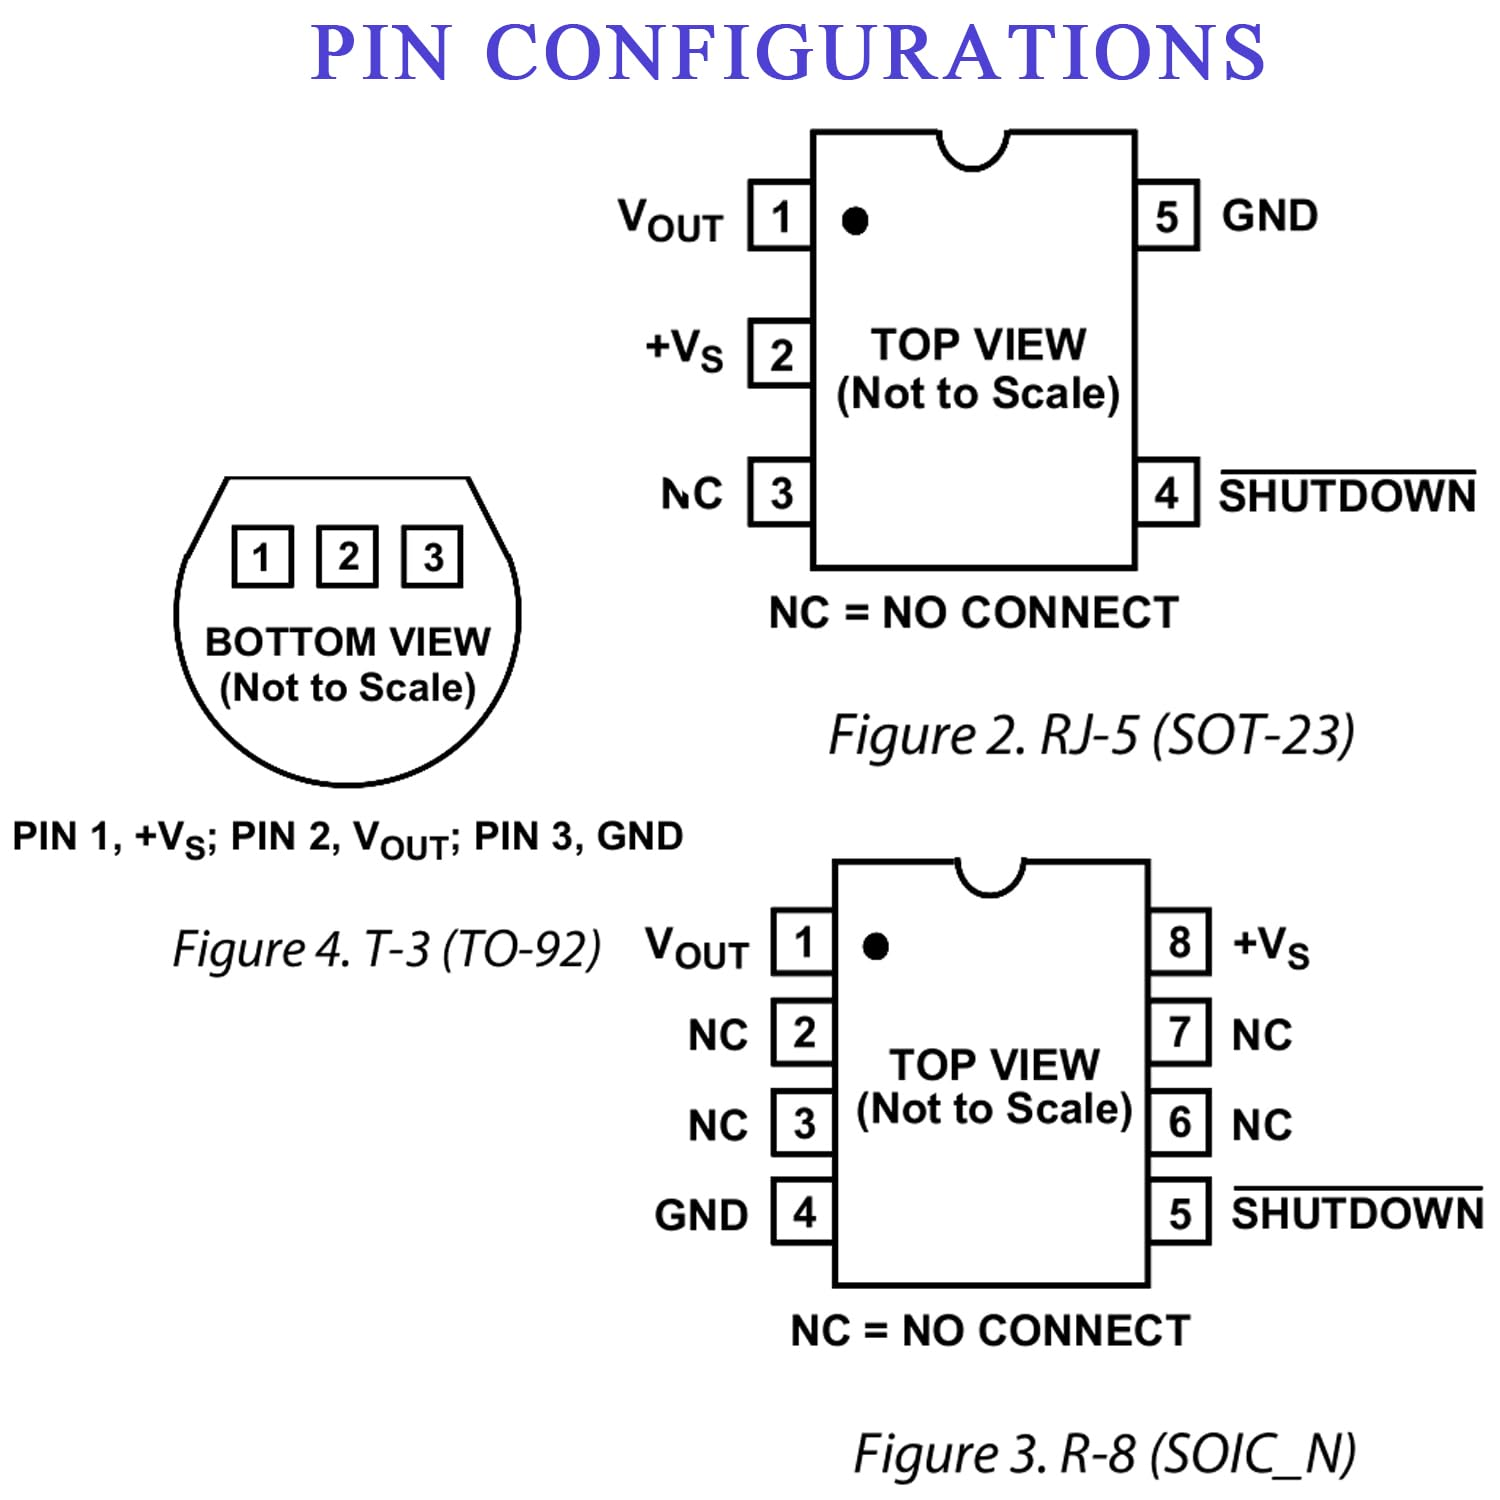 PIN CONFIGURATIONS
VOUT 1 5 GND
+VS 2 TOP VIEW
(Not to Scale)
NC 3 4 SHUTDOWN
NC = NO CONNECT
Figure 2. RJ-5 (SOT-23)
1 2 3
BOTTOM VIEW
(Not to Scale)
PIN 1, +VS; PIN 2, VOUT; PIN 3, GND
Figure 4. T-3 (TO-92)
VOUT 1 8 +VS
NC 2 7 NC
TOP VIEW
(Not to Scale)
NC 3 6 NC
GND 4 5 SHUTDOWN
NC = NO CONNECT
Figure 3. R-8 (SOIC_N)